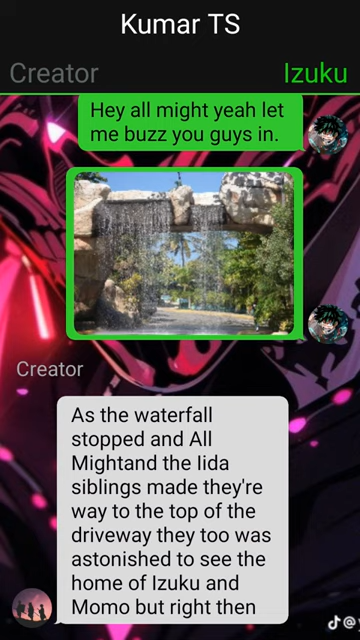 Kumar TS
Creator
Izuku
Hey all might yeah let
me buzz you guys in.
Creator
As the waterfall
stopped and All
Mightand the Iida
siblings made they're
way to the top of the
driveway they too was
astonished to see the
home of Izuku and
Momo but right then
@